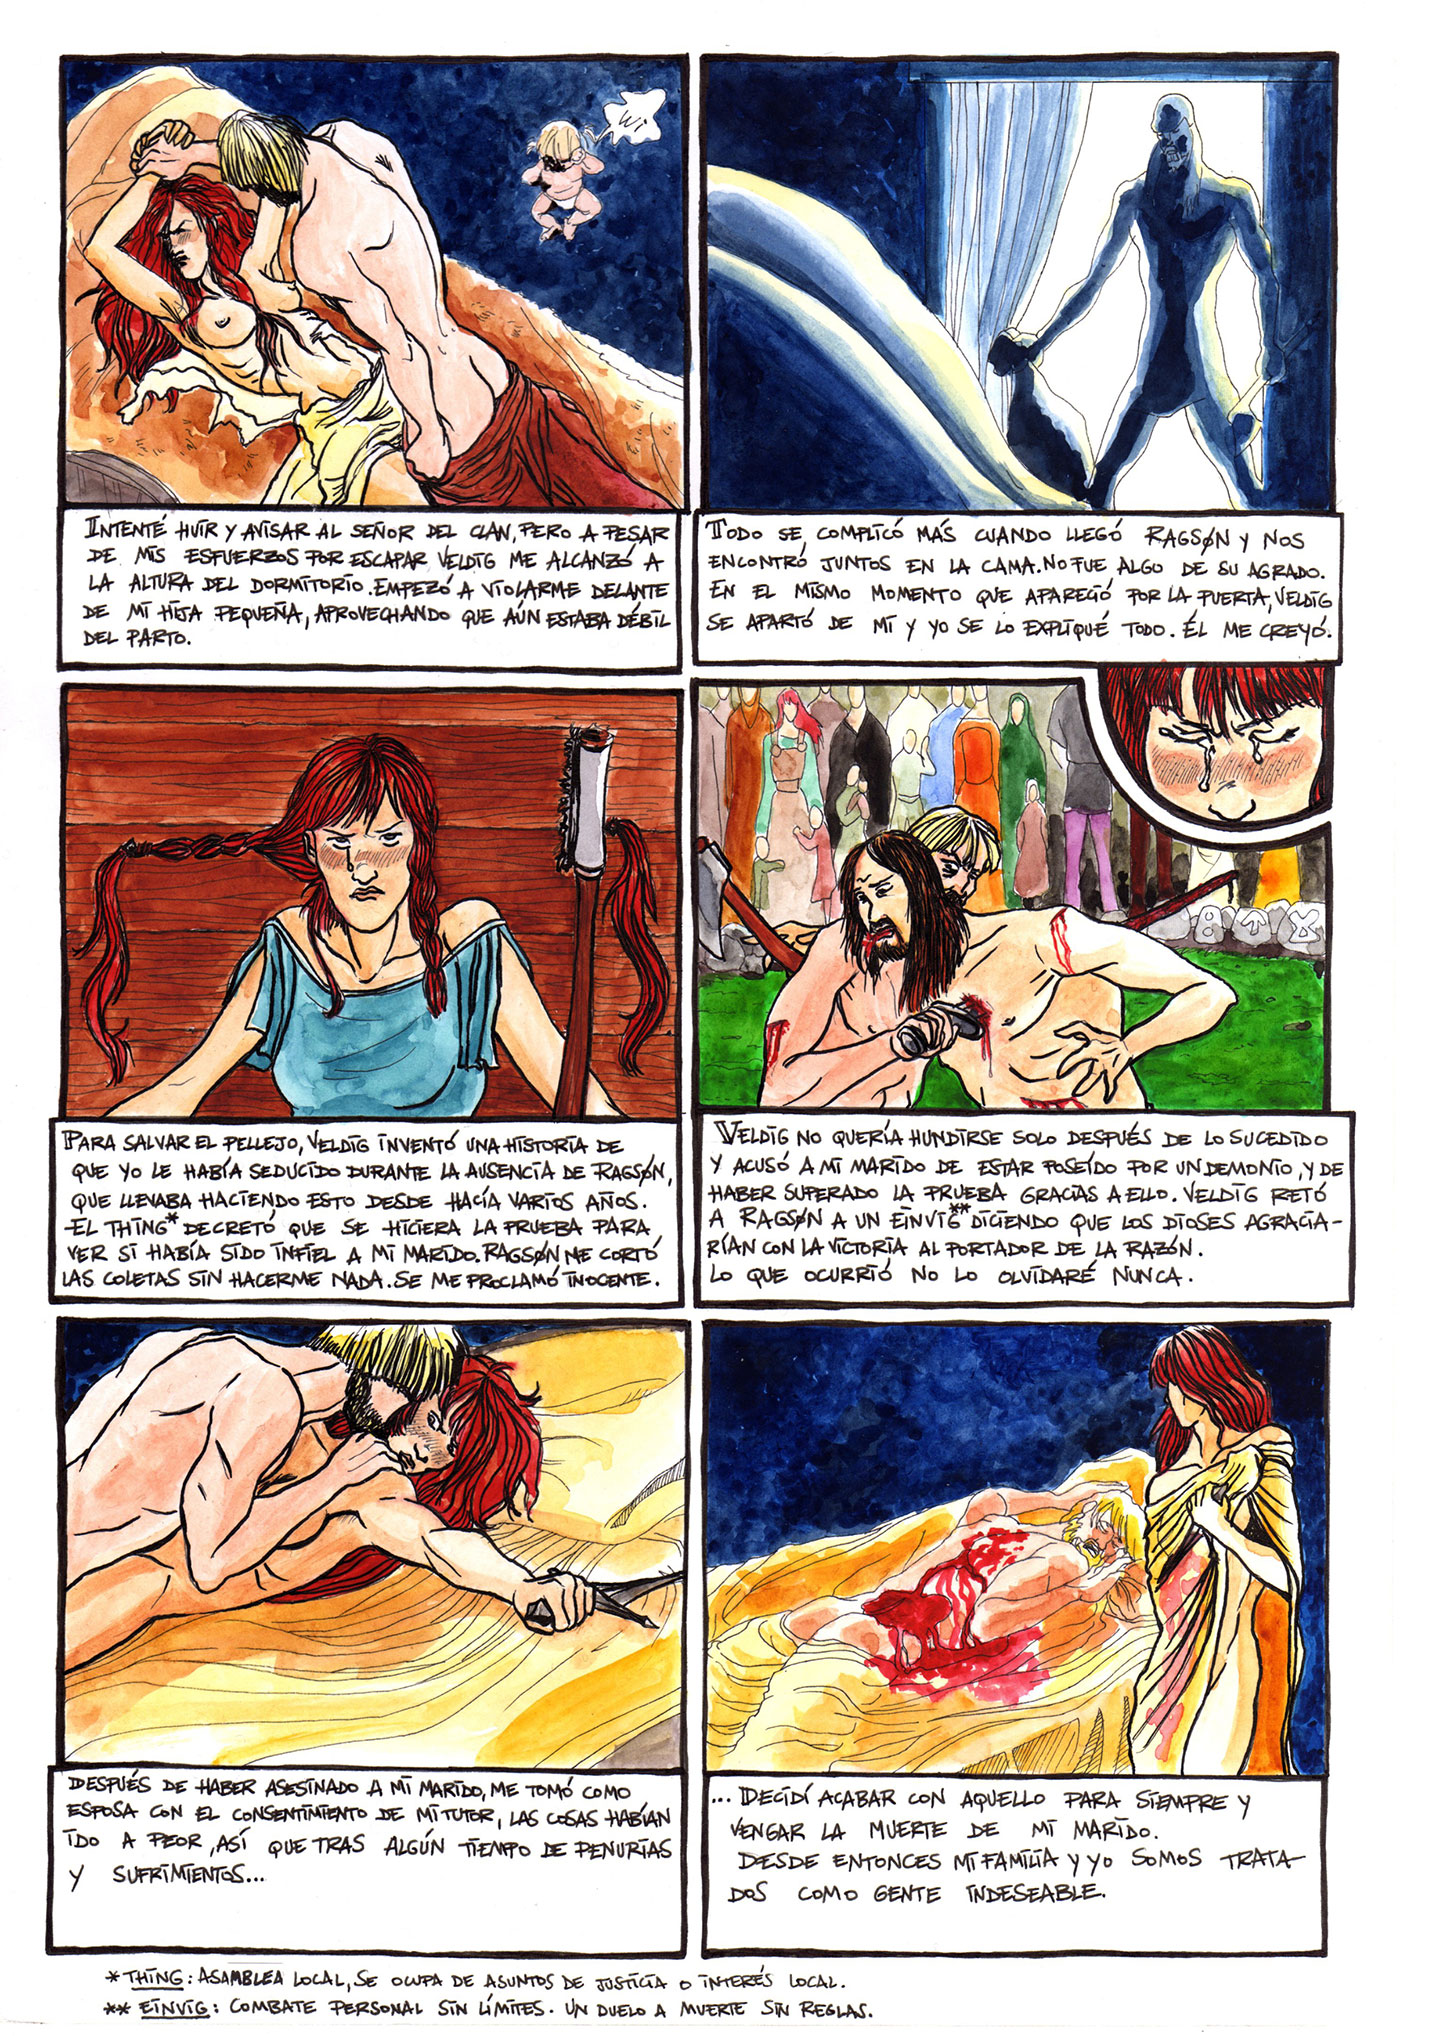 Wi
INTENTÉ HUIR Y AVISAR AL SEÑOR DEL CLAN, PERO A PESAR
DE MIS ESFUERZOS POR ESCAPAR VELDIG ME ALCANZÓ A
LA ALTURA DEL DORMITORIO. EMPEZÓ A VIOLARME DELANTE
DE MI HIJA PEQUEÑA, APROVECHANDO QUE AÚN ESTABA DÉBIL
DEL PARTO.
TODO SE COMPLICÓ MÁS CUANDO LLEGÓ RAGSØN Y NOS
ENCONTRÓ JUNTOS EN LA CAMA. NO FUE ALGO DE SU AGRADO.
EN EL MISMO MOMENTO QUE APARECIÓ POR LA PUERTA, VELDIG
SE APARTÓ DE MI Y YO SE LO EXPLIQUÉ TODO. ÉL ME CREYÓ.
PARA SALVAR EL PELLEJO, VELDIG INVENTÓ UNA HISTORIA DE
QUE YO LE HABÍA SEDUCIDO DURANTE LA AUSENCIA DE RAGSØN,
QUE LLEVABA HACIENDO ESTO DESDE HACÍA VARIOS AÑOS.
EL THING* DECRETÓ QUE SE HICIERA LA PRUEBA PARA
VER SI HABÍA SIDO INFIEL A MI MARIDO. RAGSØN ME CORTÓ
LAS COLETAS SIN HACERME NADA. SE ME PROCLAMÓ INOCENTE.
VELDIG NO QUERÍA HUNDIRSE SOLO DESPUÉS DE LO SUCEDIDO
Y ACUSÓ A MI MARIDO DE ESTAR POSEÍDO POR UN DEMONIO, Y DE
HABER SUPERADO LA PRUEBA GRACIAS A ELLO. VELDIG RETÓ
A RAGSØN A UN EINVIG** DICIENDO QUE LOS DIOSES AGRACIA-
RÍAN CON LA VICTORIA AL PORTADOR DE LA RAZÓN.
LO QUE OCURRIÓ NO LO OLVIDARÉ NUNCA.
DESPUÉS DE HABER ASESINADO A MI MARIDO, ME TOMÓ COMO
ESPOSA CON EL CONSENTIMIENTO DE MI TUTOR, LAS COSAS HABÍAN
IDO A PEOR, ASÍ QUE TRAS ALGÚN TIEMPO DE PENURIAS
Y SUFRIMIENTOS...
... DECIDÍ ACABAR CON AQUELLO PARA SIEMPRE Y
VENGAR LA MUERTE DE MI MARIDO.
DESDE ENTONCES MI FAMILIA Y YO SOMOS TRATA-
DOS COMO GENTE INDESEABLE.
* THING: ASAMBLEA LOCAL, SE OCUPA DE ASUNTOS DE JUSTICIA O INTERÉS LOCAL.
** EINVIG: COMBATE PERSONAL SIN LÍMITES. UN DUELO A MUERTE SIN REGLAS.